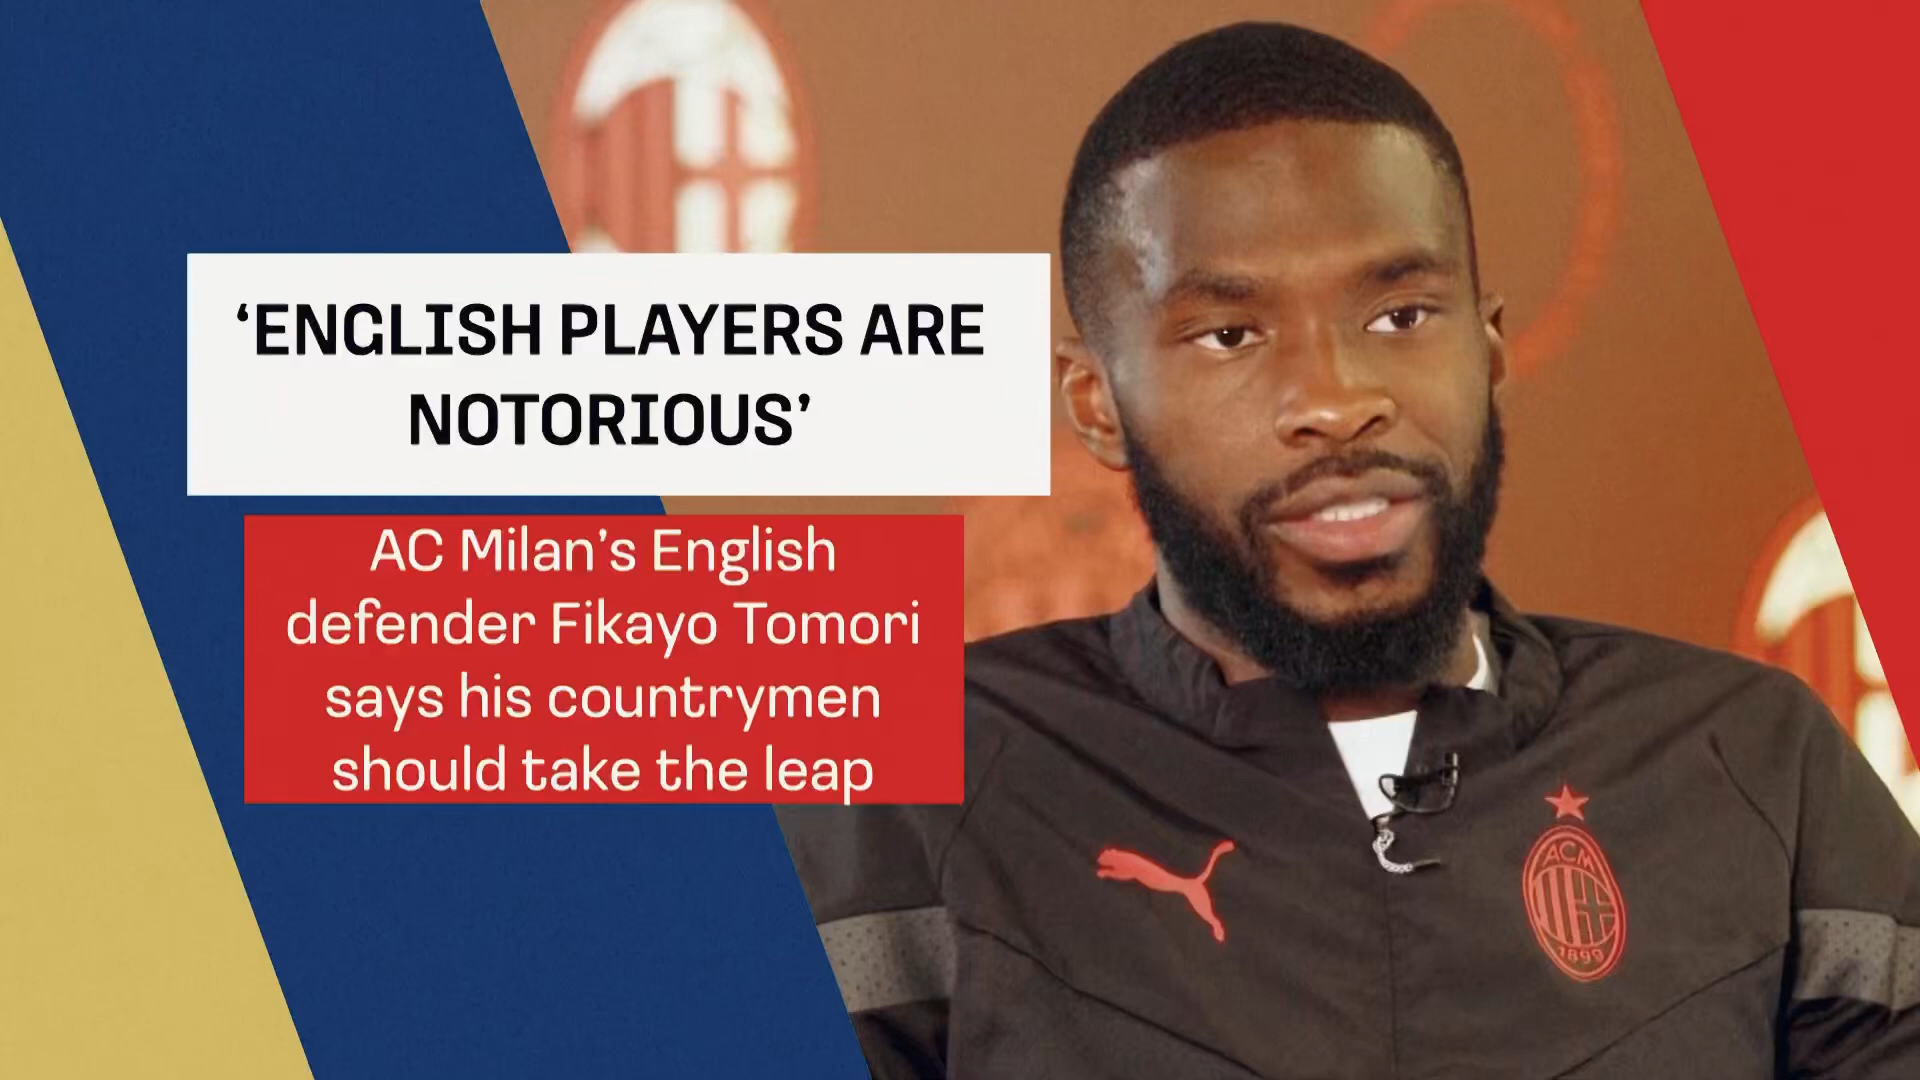 ‘ENGLISH PLAYERS ARE
NOTORIOUS’
AC Milan’s English
defender Fikayo Tomori
says his countrymen
should take the leap
ACM
1899